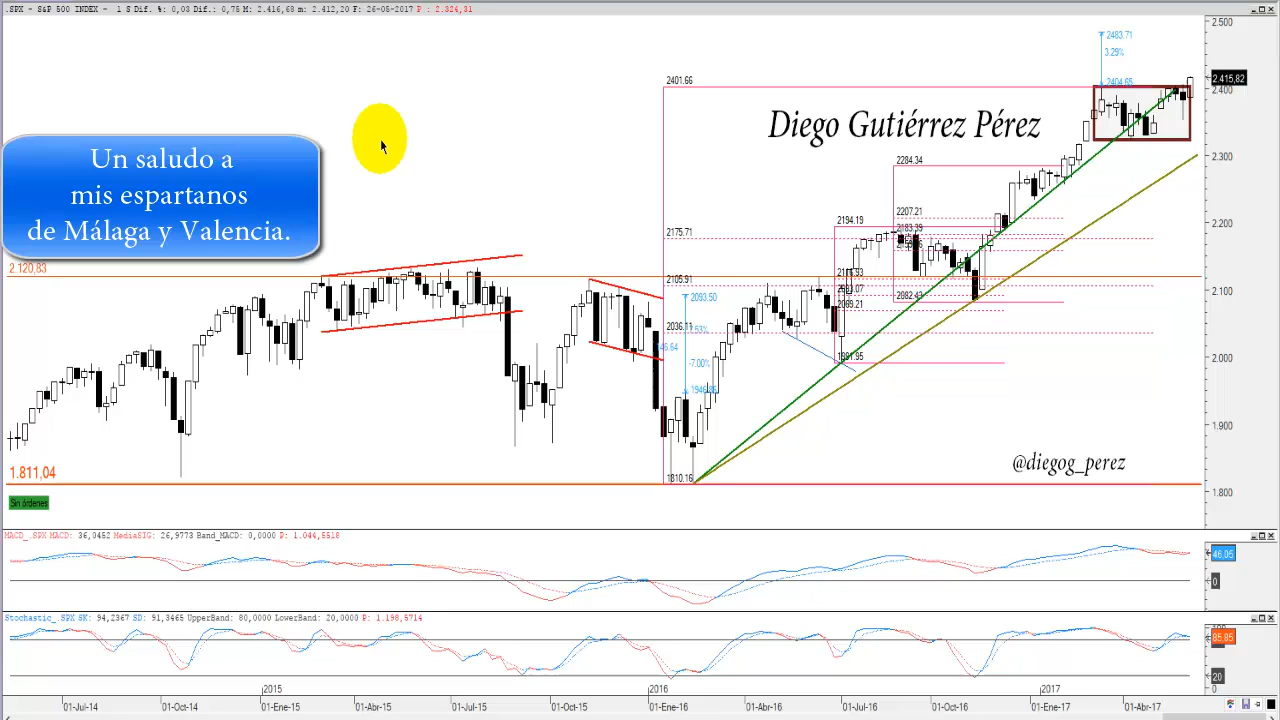 .SPX - S&P 500 INDEX - 1 S Dif. %: 0,03 Dif.: 0,75 M: 2.416,68 m: 2.412,20 F: 26-05-2017 P : 2.324,31
2.500
2483.71
3.29%
2404.65
2.415,82
2.400
2401.66
Diego Gutiérrez Pérez
Un saludo a
mis espartanos
de Málaga y Valencia.
2.300
2284.34
2207.21
2194.19
2183.39
2175.71
2.200
2.120,83
2105.91
2093.50
2082.43
2069.21
2.100
2036.11
46.64
-7.00%
1991.95
2.000
1.900
@diegog_perez
1.811,04
1810.16
1.800
Sin órdenes
MACD_.SPX MACD: 36,0452 MediaSIG: 26,9773 Band_MACD: 0,0000 P: 1.044,5518
46,05
0
Stochastic_.SPX SK: 94,2367 SD: 91,3465 UpperBand: 80,0000 LowerBand: 20,0000 P: 1.198,5714
100
85,85
20
0
2015
2016
2017
01-Jul-14
01-Oct-14
01-Ene-15
01-Abr-15
01-Jul-15
01-Oct-15
01-Ene-16
01-Abr-16
01-Jul-16
01-Oct-16
01-Ene-17
01-Abr-17